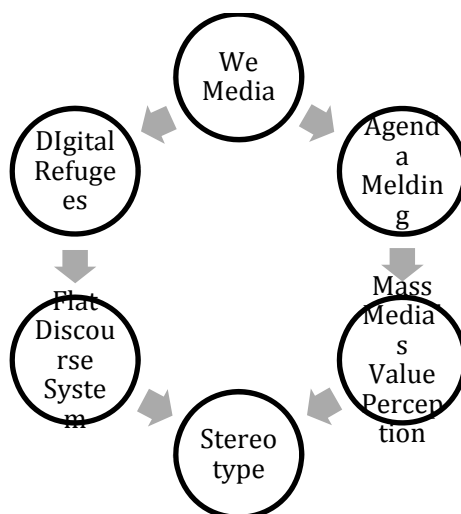 We
Media
DIgital
Refuge
es
Agend
a
Meldin
g
Flat
Discou
rse
Syste
m
Mass
Media's
Value
Percep
tion
Stereo
type